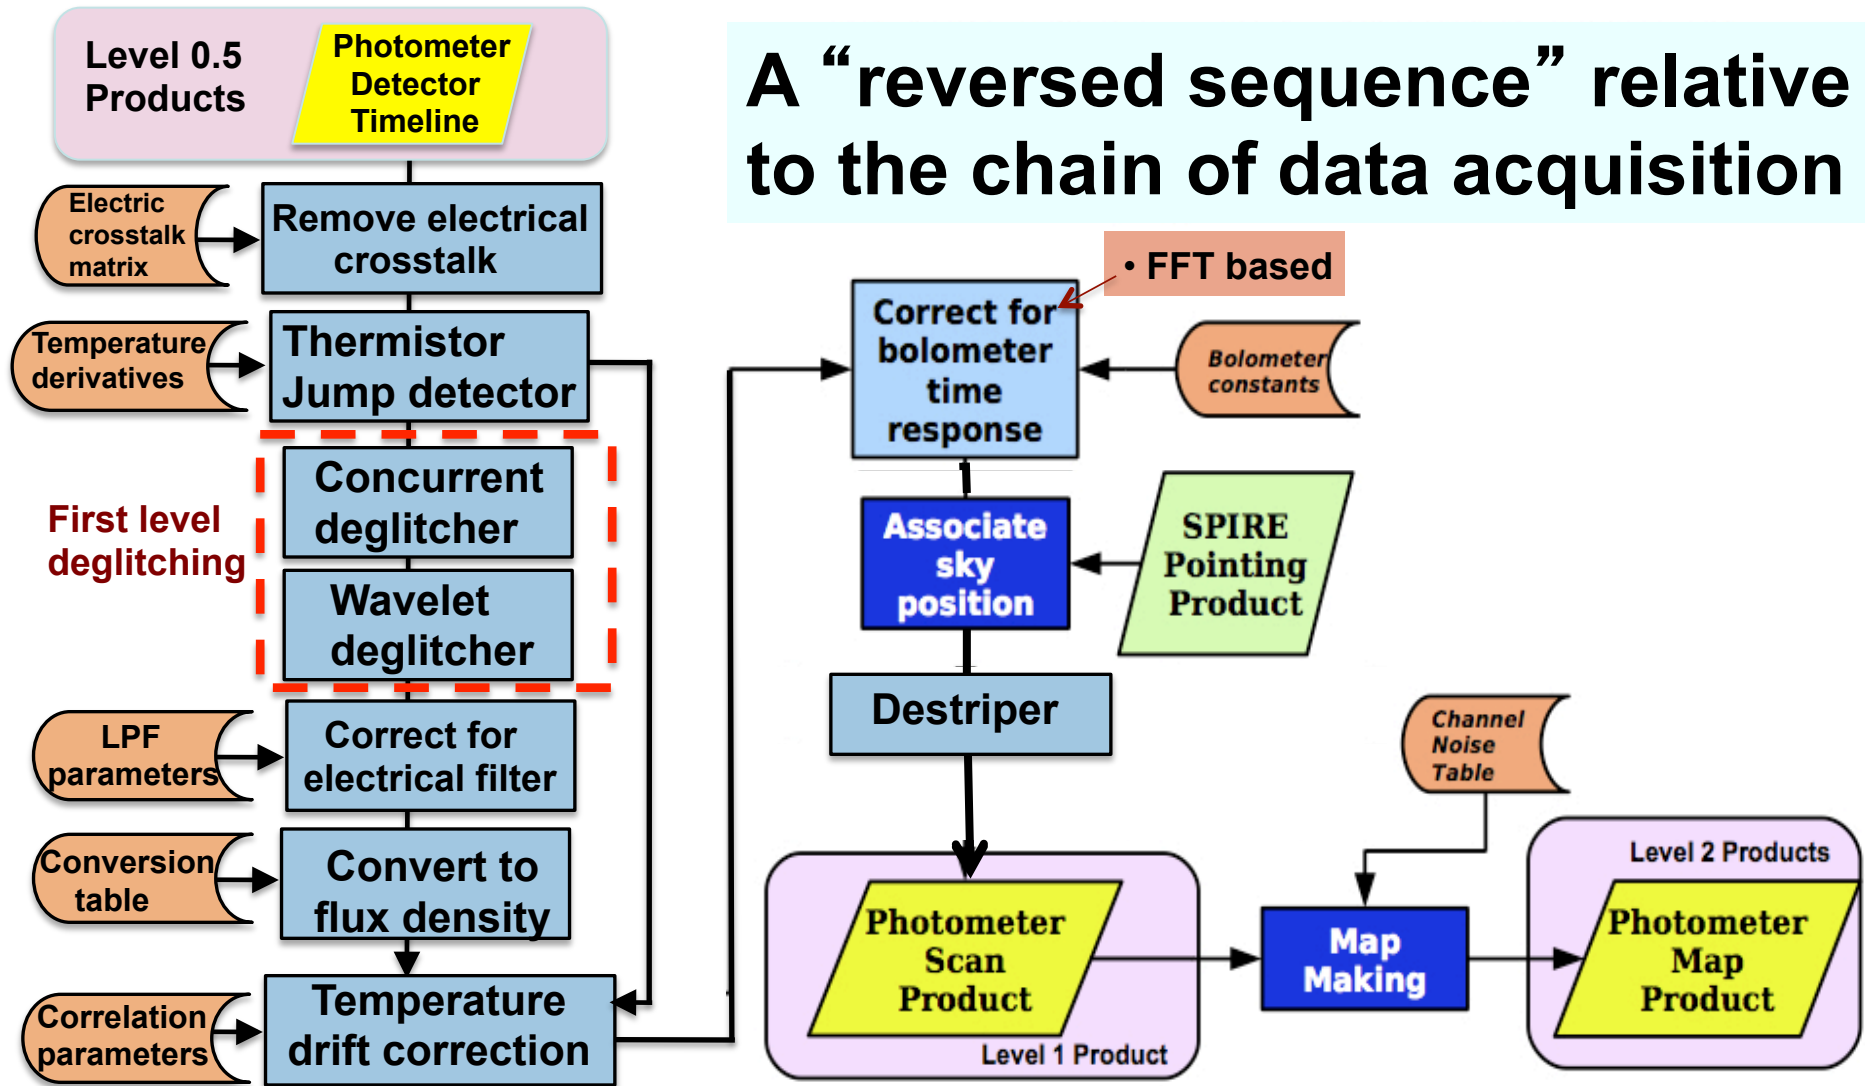 Level 0.5
Products
Photometer
Detector
Timeline
A “reversed sequence” relative
to the chain of data acquisition
Electric
crosstalk
matrix
Remove electrical
crosstalk
Temperature
derivatives
Thermistor
Jump detector
First level
deglitching
Concurrent
deglitcher
Wavelet
deglitcher
LPF
parameters
Correct for
electrical filter
Conversion
table
Convert to
flux density
Correlation
parameters
Temperature
drift correction
• FFT based
Correct for
bolometer
time
response
Bolometer
constants
Associate
sky
position
SPIRE
Pointing
Product
Destriper
Channel
Noise
Table
Photometer
Scan
Product
Level 1 Product
Map
Making
Level 2 Products
Photometer
Map
Product